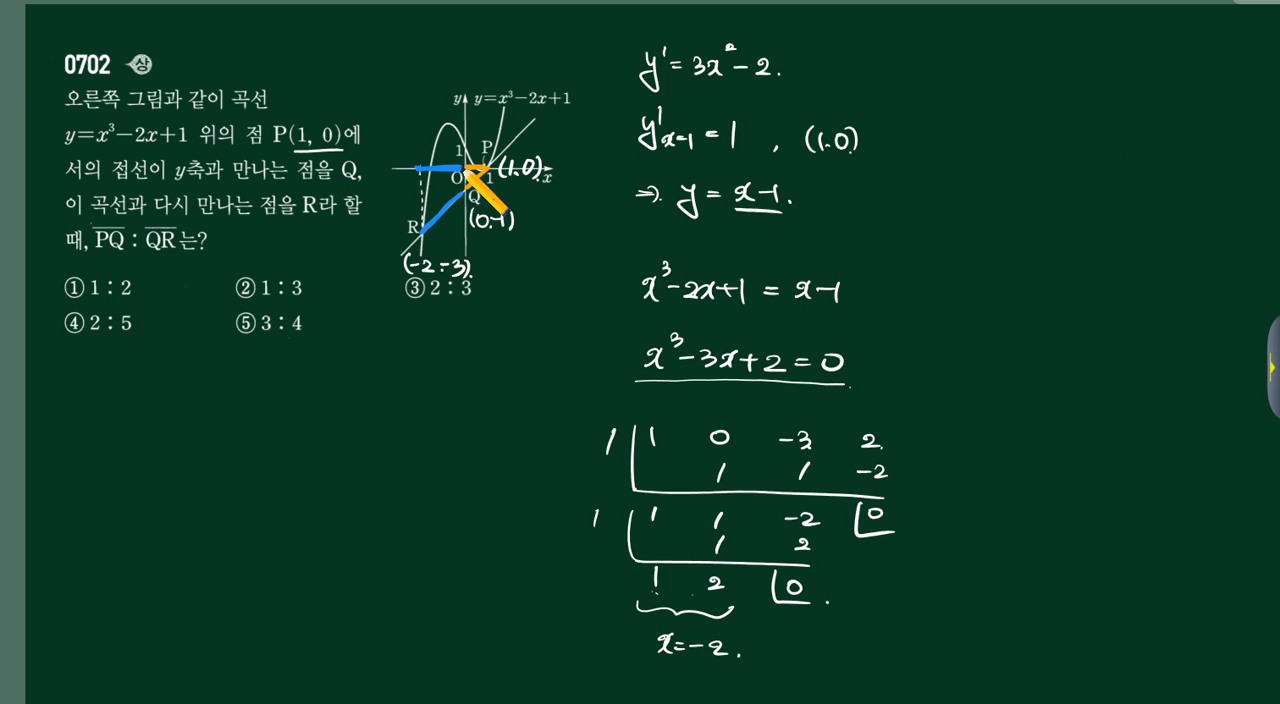 0702 상
오른쪽 그림과 같이 곡선
y=x³-2x+1 위의 점 P(1, 0)에
서의 접선이 y축과 만나는 점을 Q,
이 곡선과 다시 만나는 점을 R라 할
때, PQ : QR는?
① 1 : 2 ② 1 : 3 ③ 2 : 3
④ 2 : 5 ⑤ 3 : 4
y y=x³-2x+1
1 P
(1.0)
O 1 x
Q
(0.-1)
R
(-2.-3).
y'=3x²-2.
y'x=1 = 1 , (1.0)
⇒. y = x-1.
x³-2x+1 = x-1
x³-3x+2=0
1 1 0 -3 2.
1 1 -2
1 1 1 -2 0
1 2
1 2 0 .
x=-2.